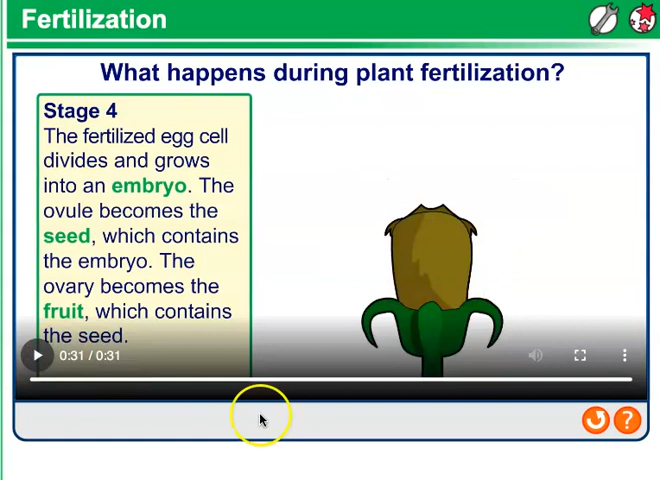 Fertilization
What happens during plant fertilization?
Stage 4
The fertilized egg cell
divides and grows
into an embryo. The
ovule becomes the
seed, which contains
the embryo. The
ovary becomes the
fruit, which contains
the seed.
0:31 / 0:31
?